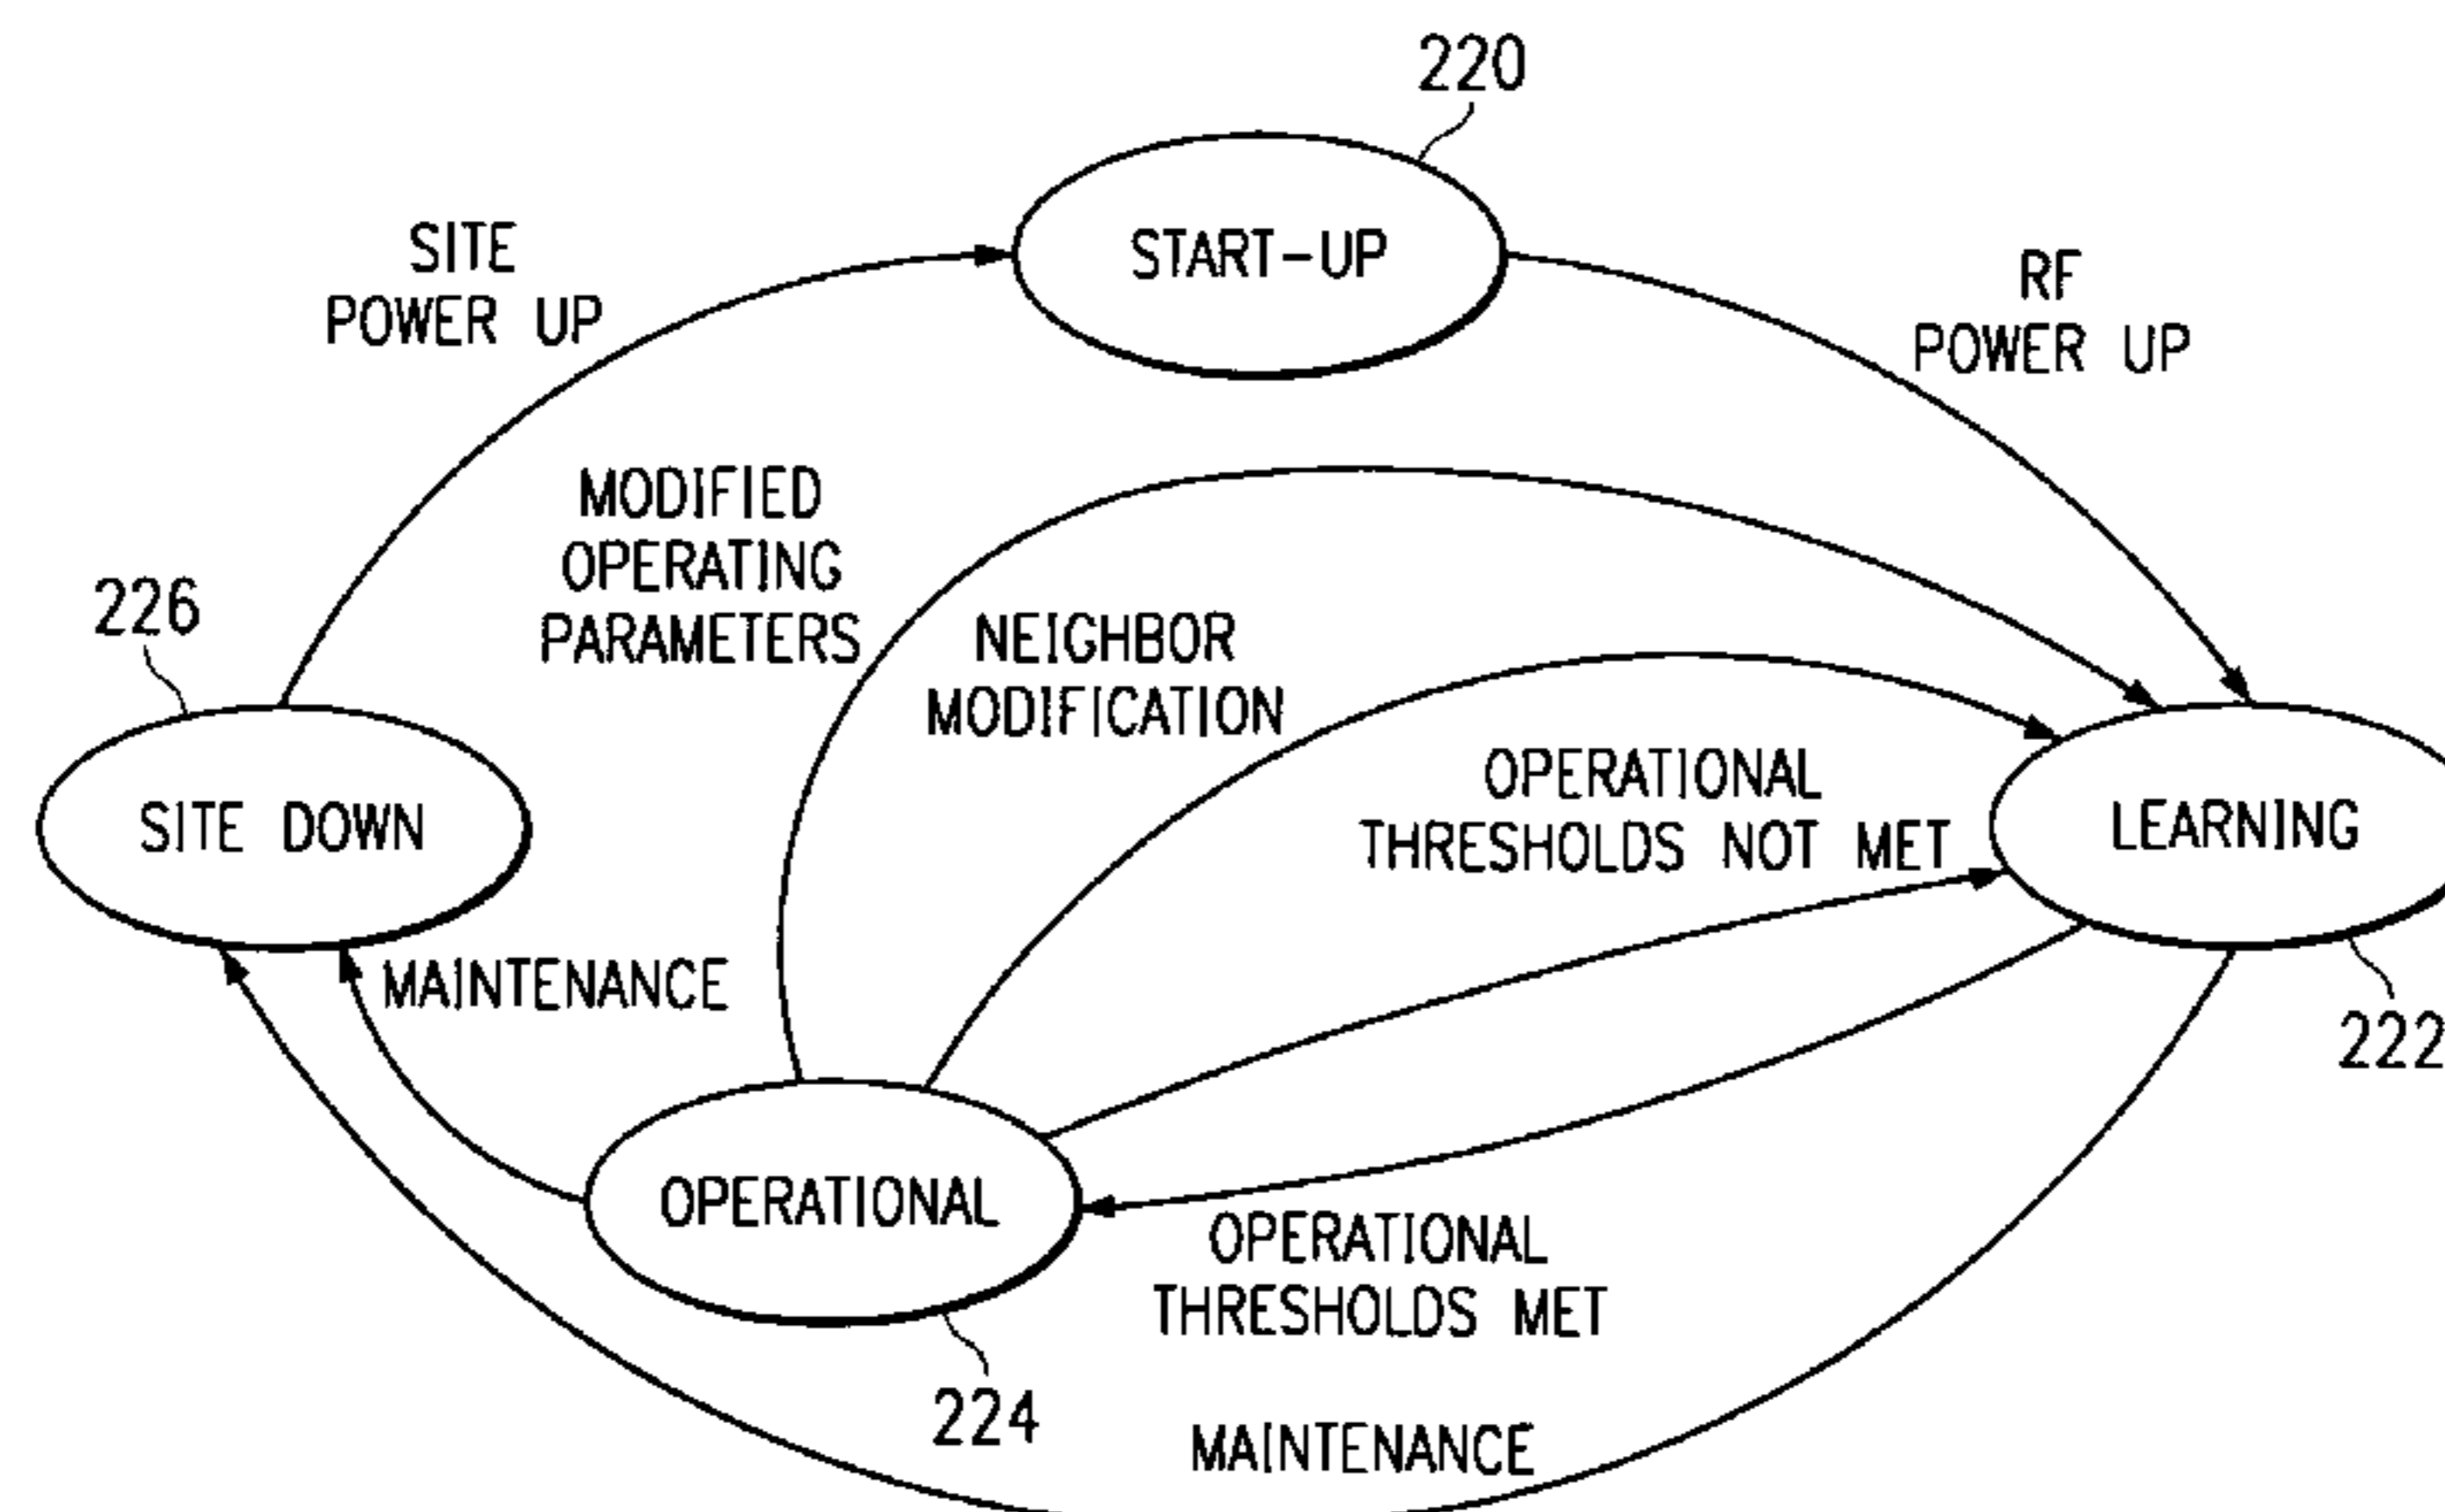 220
START-UP
SITE
POWER UP
RF
POWER UP
MODIFIED
OPERATING
PARAMETERS
226
NEIGHBOR
MODIFICATION
OPERATIONAL
THRESHOLDS NOT MET
SITE DOWN
LEARNING
MAINTENANCE
222
OPERATIONAL
OPERATIONAL
THRESHOLDS MET
224
MAINTENANCE